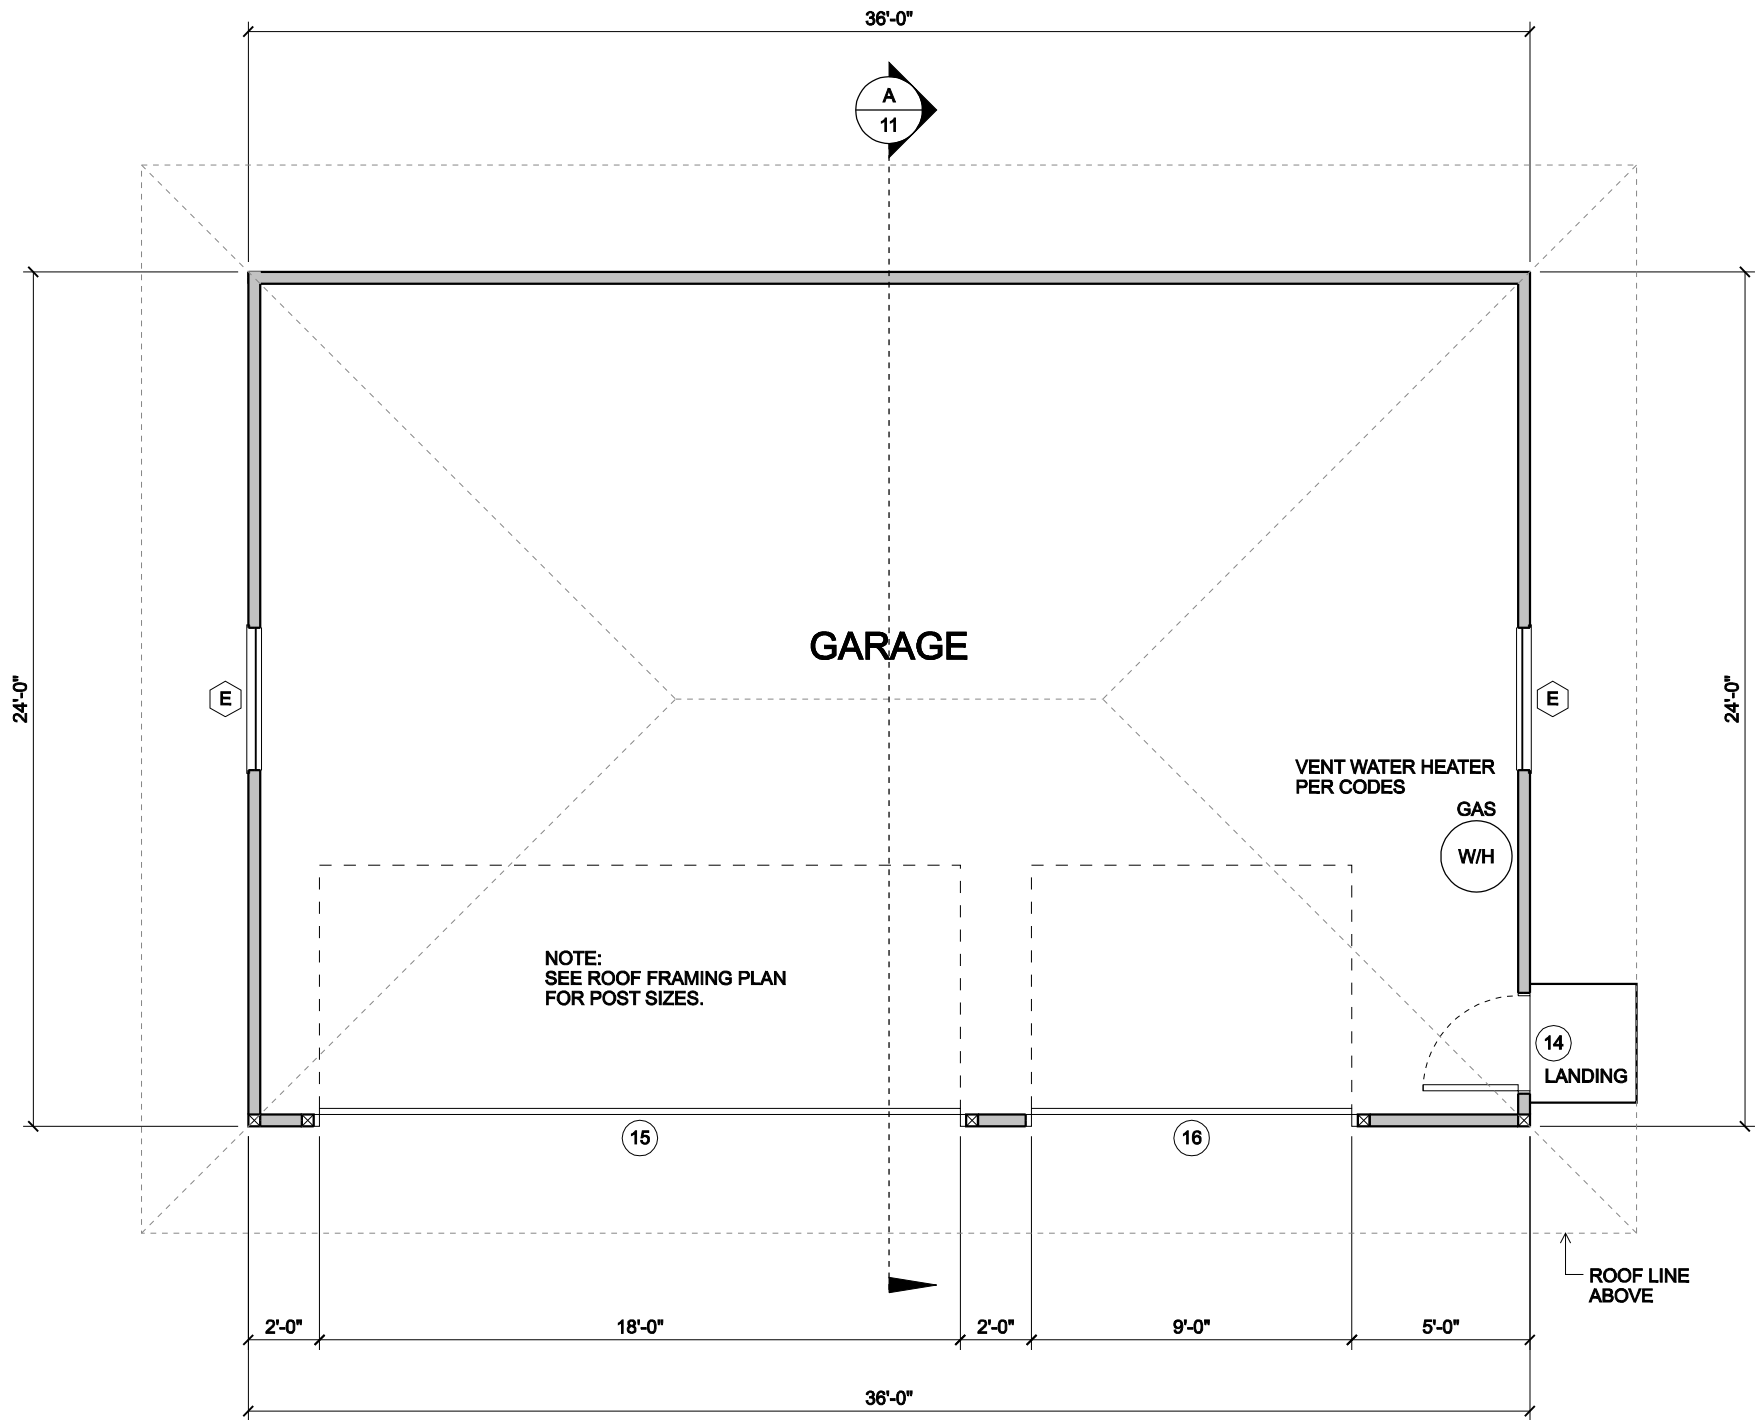 36'-0"
A
11
24'-0"
24'-0"
GARAGE
E
E
VENT WATER HEATER
PER CODES
GAS
W/H
NOTE:
SEE ROOF FRAMING PLAN
FOR POST SIZES.
14
LANDING
15
16
ROOF LINE
ABOVE
2'-0"
18'-0"
2'-0"
9'-0"
5'-0"
36'-0"